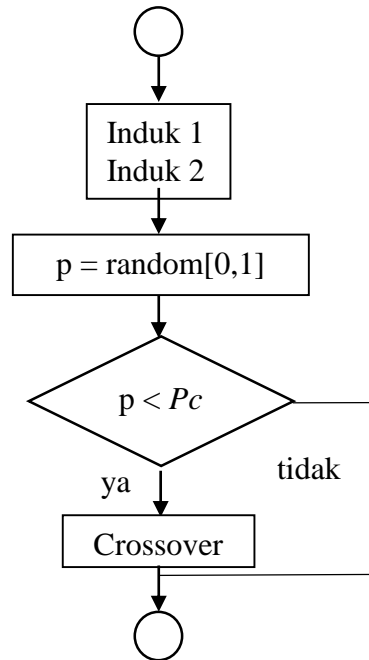 Induk 1
Induk 2
p = random[0,1]
p < Pc
ya
tidak
Crossover